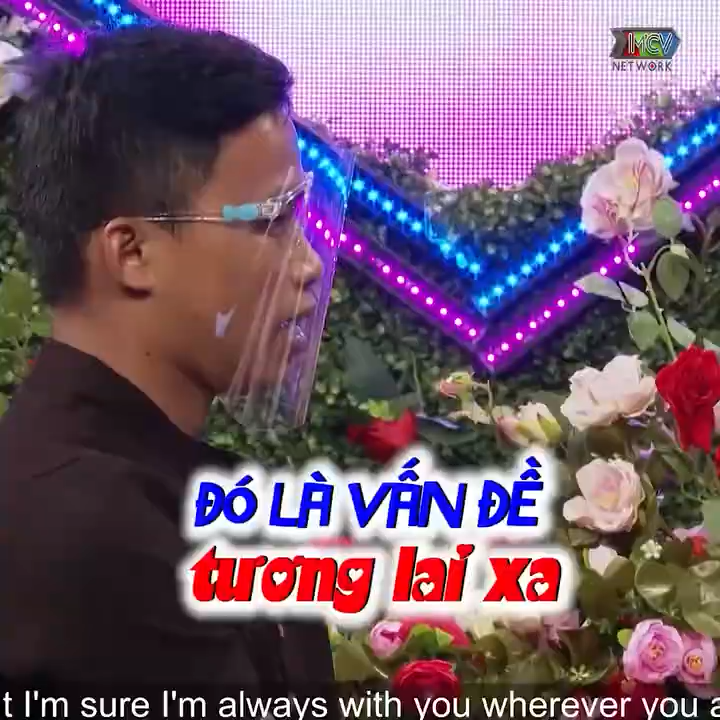 MCV
NETWORK
ĐÓ LÀ VẤN ĐỀ
tương lai xa
t I'm sure I'm always with you wherever you a